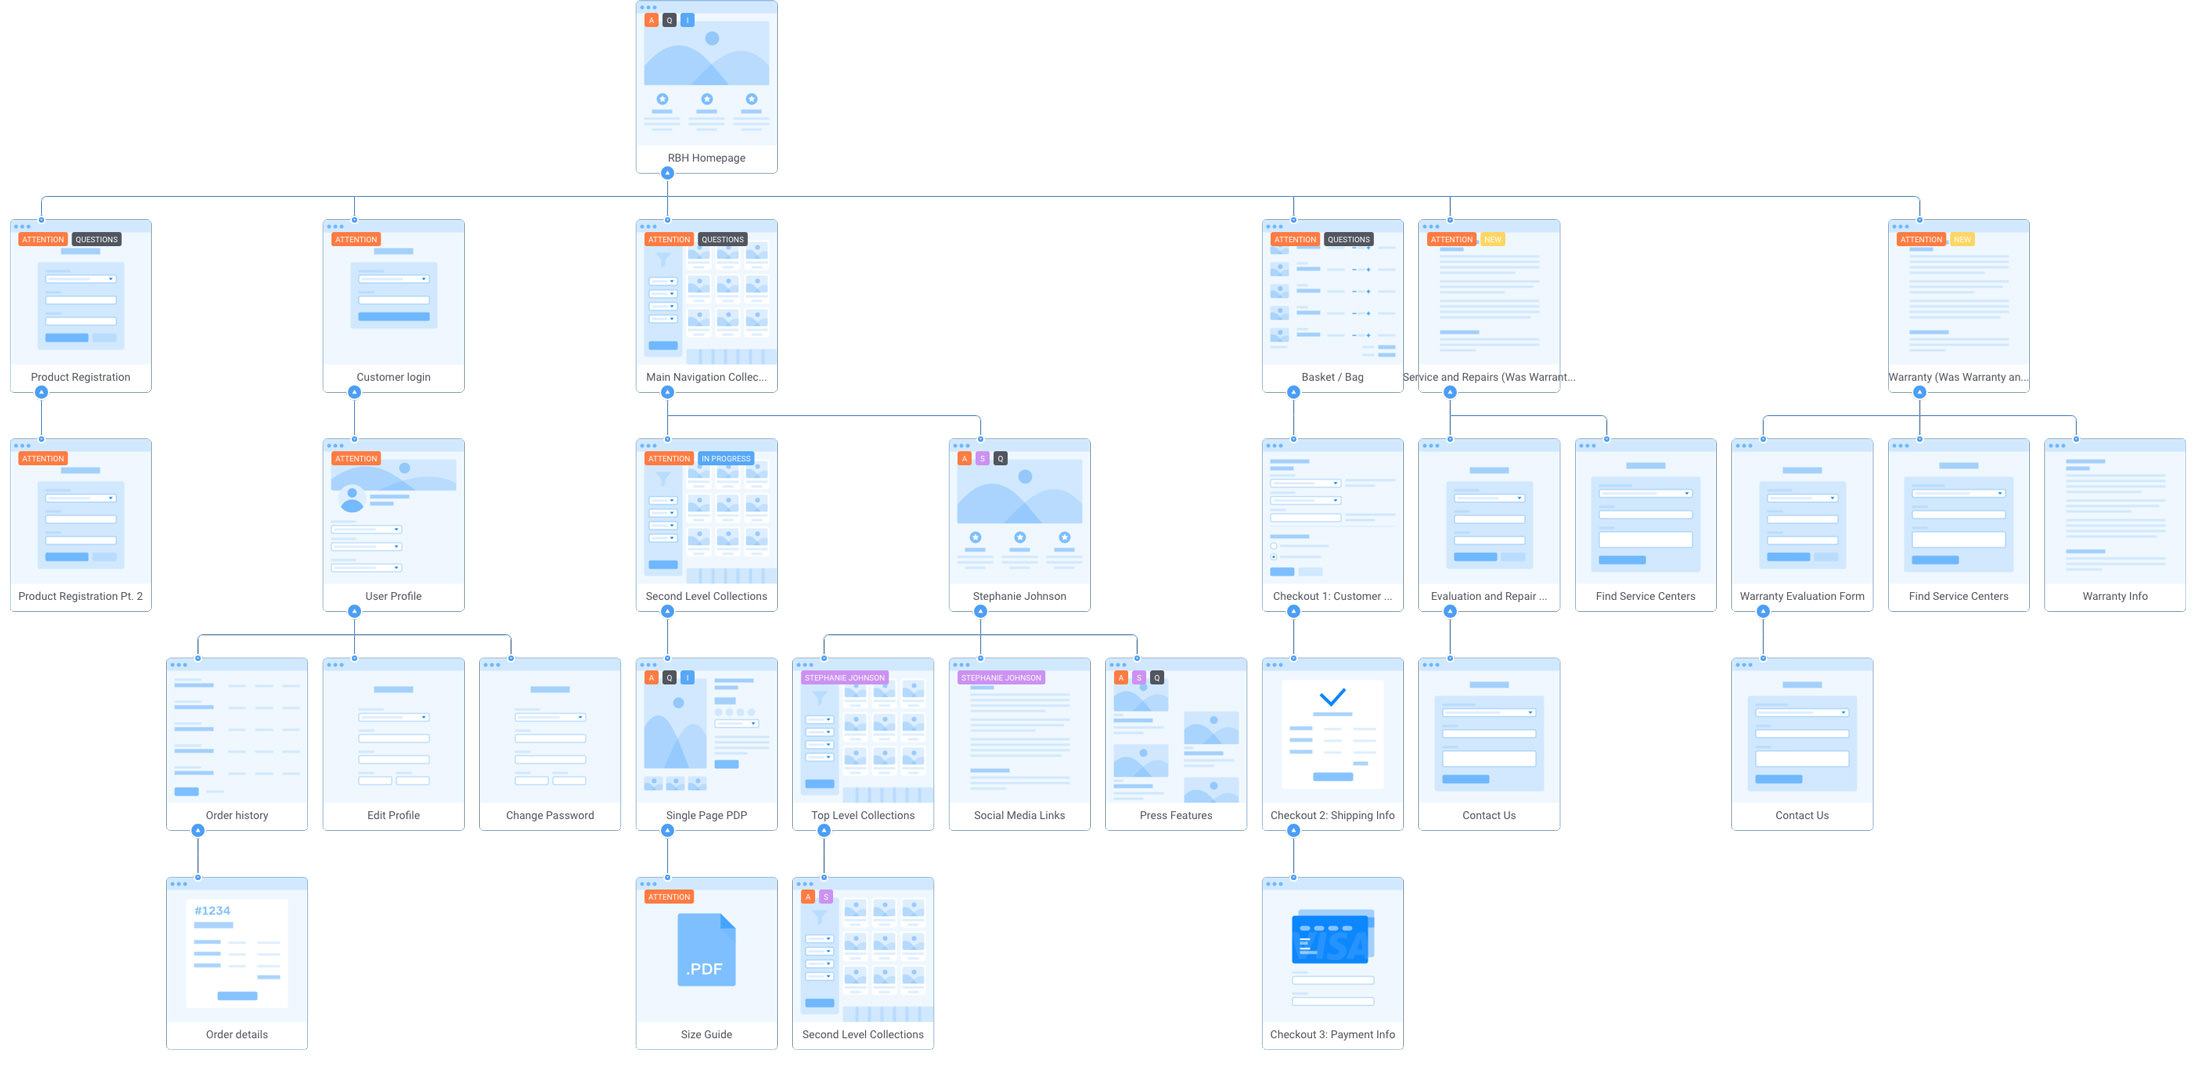 A Q I
RBH Homepage
ATTENTION QUESTIONS
ATTENTION
ATTENTION QUESTIONS
ATTENTION QUESTIONS
ATTENTION NEW
ATTENTION NEW
Product Registration
Customer login
Main Navigation Collec...
Basket / Bag
Service and Repairs (Was Warrant...
Warranty (Was Warranty an...
ATTENTION
ATTENTION
ATTENTION IN PROGRESS
A S Q
Product Registration Pt. 2
User Profile
Second Level Collections
Stephanie Johnson
Checkout 1: Customer ...
Evaluation and Repair ...
Find Service Centers
Warranty Evaluation Form
Find Service Centers
Warranty Info
A Q I
STEPHANIE JOHNSON
STEPHANIE JOHNSON
A S Q
Order history
Edit Profile
Change Password
Single Page PDP
Top Level Collections
Social Media Links
Press Features
Checkout 2: Shipping Info
Contact Us
Contact Us
#1234
ATTENTION
.PDF
A S
VISA
Order details
Size Guide
Second Level Collections
Checkout 3: Payment Info